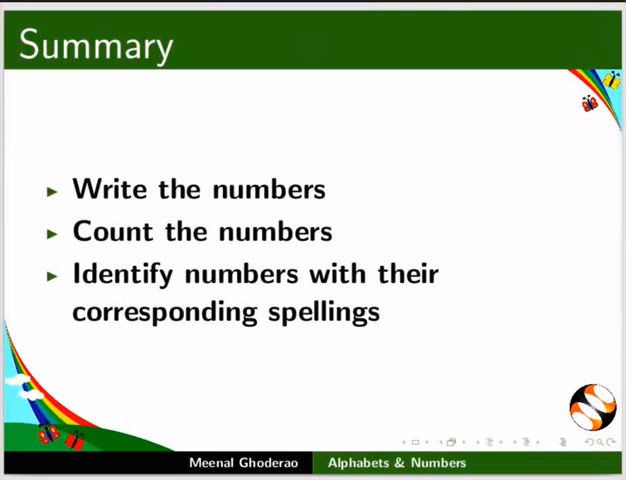 Summary
Write the numbers
Count the numbers
Identify numbers with their
corresponding spellings
Meenal Ghoderao
Alphabets & Numbers